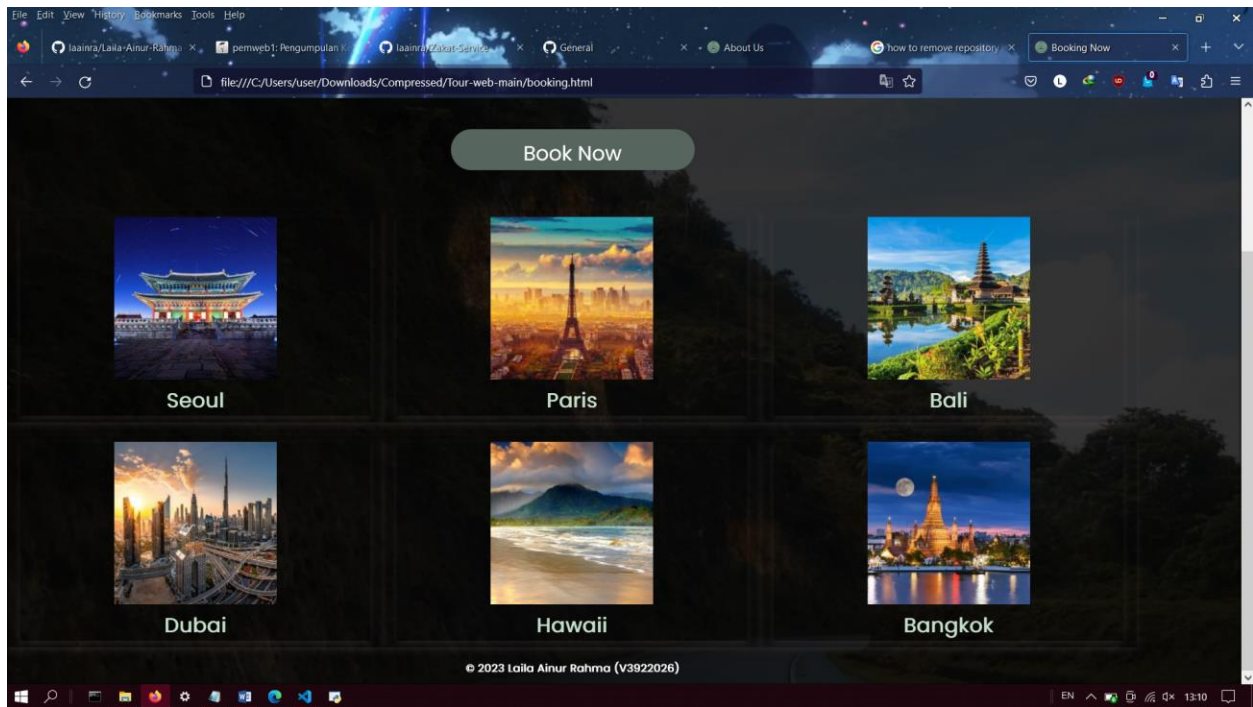 File Edit View History Bookmarks Tools Help
laainra/Laila-Ainur-Rahma
pemweb1: Pengumpulan
laainra/Zakat-Service
General
About Us
how to remove repository
Booking Now
file:///C:/Users/user/Downloads/Compressed/Tour-web-main/booking.html
Book Now
Seoul Paris Bali
Dubai Hawaii Bangkok
© 2023 Laila Ainur Rahma (V3922026)
EN 13:10